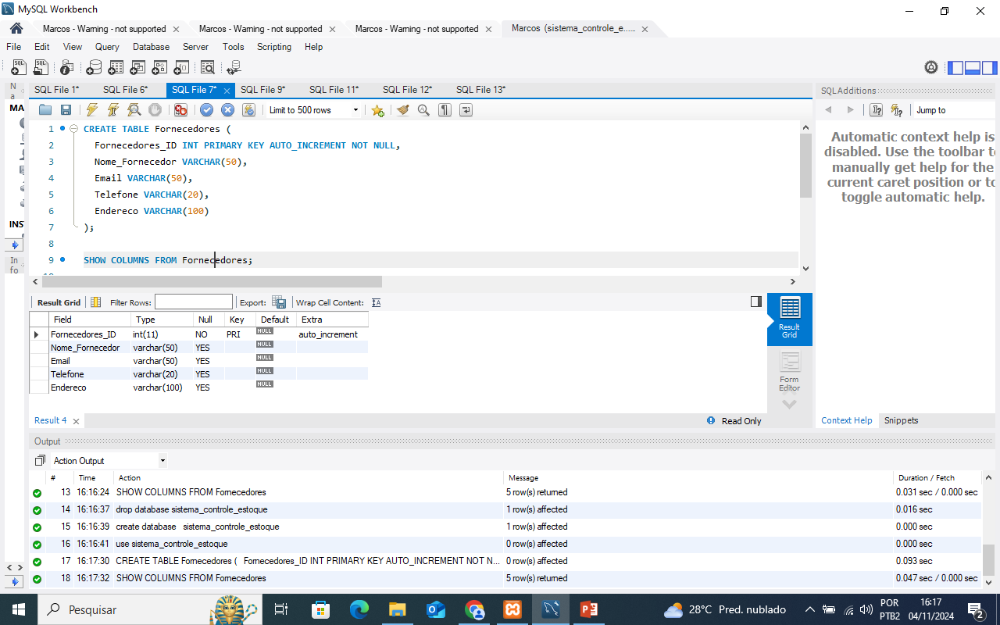 MySQL Workbench
Marcos - Warning - not supported
Marcos - Warning - not supported
Marcos - Warning - not supported
Marcos (sistema_controle_e......
File Edit View Query Database Server Tools Scripting Help
N
a
MA
INS
In
fo
SQL File 1* SQL File 6* SQL File 7* SQL File 9* SQL File 11* SQL File 12* SQL File 13*
Limit to 500 rows
1 CREATE TABLE Fornecedores (
2 Fornecedores_ID INT PRIMARY KEY AUTO_INCREMENT NOT NULL,
3 Nome_Fornecedor VARCHAR(50),
4 Email VARCHAR(50),
5 Telefone VARCHAR(20),
6 Endereco VARCHAR(100)
7 );
8
9 SHOW COLUMNS FROM Fornecedores;
Result Grid Filter Rows: Export: Wrap Cell Content:
Field Type Null Key Default Extra
Fornecedores_ID int(11) NO PRI NULL auto_increment
Nome_Fornecedor varchar(50) YES NULL
Email varchar(50) YES NULL
Telefone varchar(20) YES NULL
Endereco varchar(100) YES NULL
Result
Grid
Form
Editor
Result 4
Read Only
SQLAdditions
Jump to
Automatic context help is
disabled. Use the toolbar to
manually get help for the
current caret position or to
toggle automatic help.
Context Help Snippets
Output
Action Output
# Time Action Message Duration / Fetch
13 16:16:24 SHOW COLUMNS FROM Fornecedores 5 row(s) returned 0.031 sec / 0.000 sec
14 16:16:37 drop database sistema_controle_estoque 1 row(s) affected 0.016 sec
15 16:16:39 create database sistema_controle_estoque 1 row(s) affected 0.000 sec
16 16:16:41 use sistema_controle_estoque 0 row(s) affected 0.000 sec
17 16:17:30 CREATE TABLE Fornecedores ( Fornecedores_ID INT PRIMARY KEY AUTO_INCREMENT NOT N... 0 row(s) affected 0.093 sec
18 16:17:32 SHOW COLUMNS FROM Fornecedores 5 row(s) returned 0.047 sec / 0.000 sec
Pesquisar
28°C Pred. nublado
POR
PTB2
16:17
04/11/2024
2